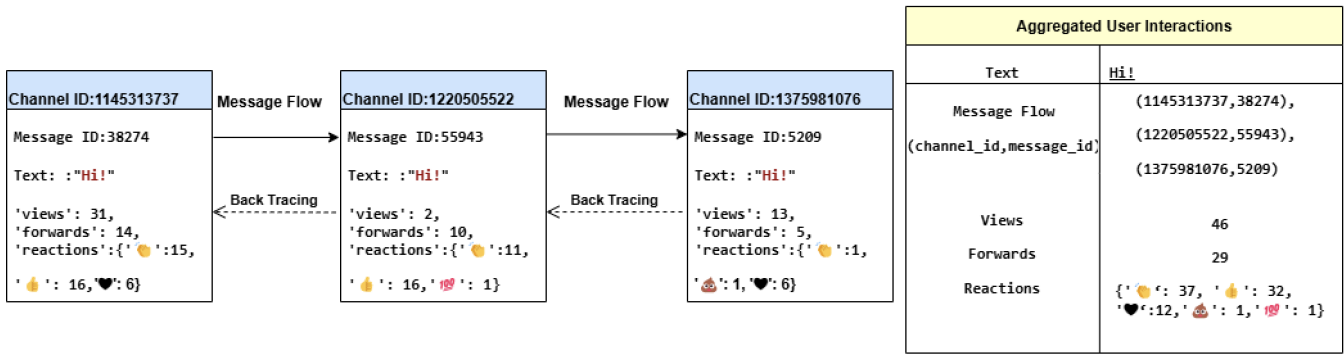 Channel ID:1145313737
Message ID:38274
Text: :"Hi!"
'views': 31,
'forwards': 14,
'reactions':{'👏':15,
'👍': 16,'🖤': 6}
Message Flow
Back Tracing
Channel ID:1220505522
Message ID:55943
Text: :"Hi!"
'views': 2,
'forwards': 10,
'reactions':{'👏':11,
'👍': 16,'💯': 1}
Message Flow
Back Tracing
Channel ID:1375981076
Message ID:5209
Text: :"Hi!"
'views': 13,
'forwards': 5,
'reactions':{'👏':1,
'💩': 1, '🖤': 6}
Aggregated User Interactions
Text Hi!
Message Flow
(channel_id,message_id)
(1145313737,38274),
(1220505522,55943),
(1375981076,5209)
Views 46
Forwards 29
Reactions {'👏‘: 37, '👍': 32,
'🖤‘:12,'💩': 1,'💯': 1}